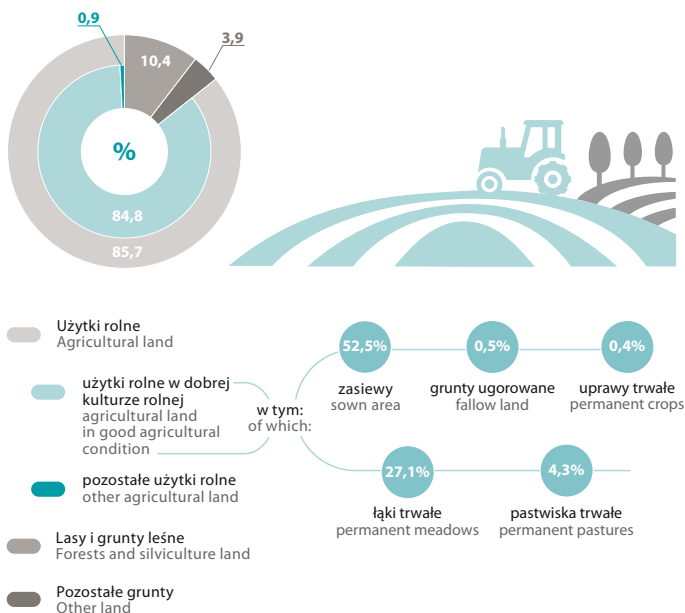 0,9
3,9
10,4
%
84,8
85,7
Użytki rolne
Agricultural land
użytki rolne w dobrej
kulturze rolnej
agricultural land
in good agricultural
condition
w tym:
of which:
52,5%
zasiewy
sown area
0,5%
grunty ugorowane
fallow land
0,4%
uprawy trwałe
permanent crops
27,1%
łąki trwałe
permanent meadows
4,3%
pastwiska trwałe
permanent pastures
pozostałe użytki rolne
other agricultural land
Lasy i grunty leśne
Forests and silviculture land
Pozostałe grunty
Other land